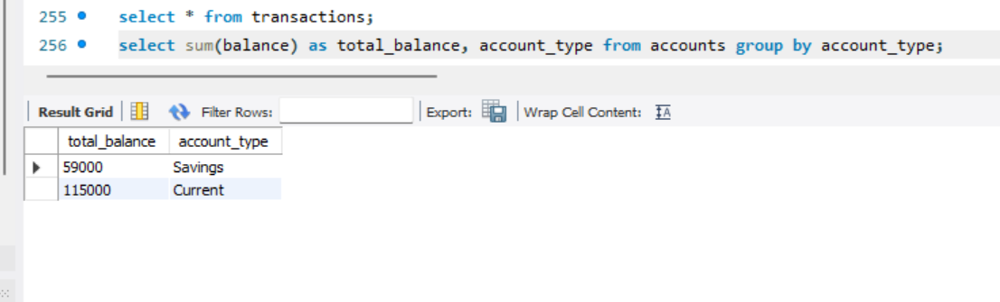 255 select * from transactions;
256 select sum(balance) as total_balance, account_type from accounts group by account_type;
Result Grid Filter Rows: Export: Wrap Cell Content: IA
total_balance account_type
59000 Savings
115000 Current